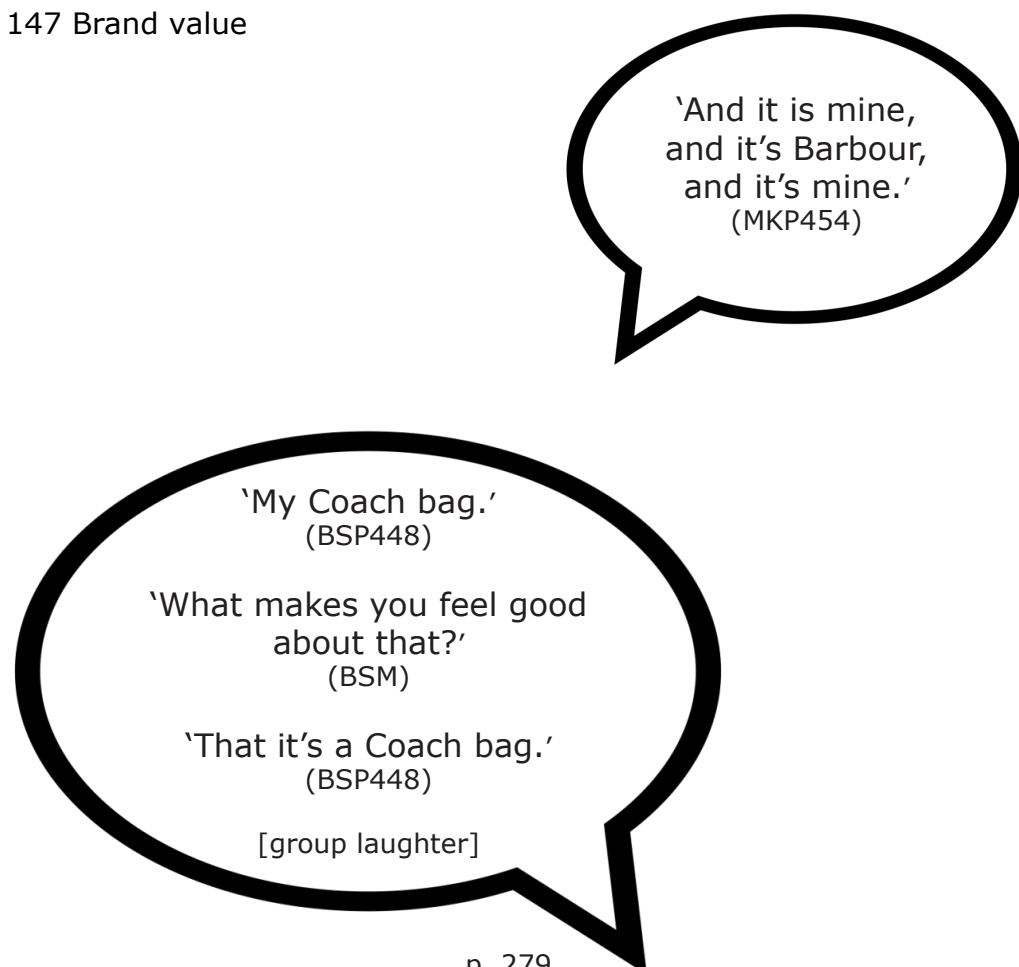 147 Brand value
‘And it is mine,
and it’s Barbour,
and it’s mine.’
(MKP454)
‘My Coach bag.’
(BSP448)
‘What makes you feel good
about that?’
(BSM)
‘That it’s a Coach bag.’
(BSP448)
[group laughter]
p. 279